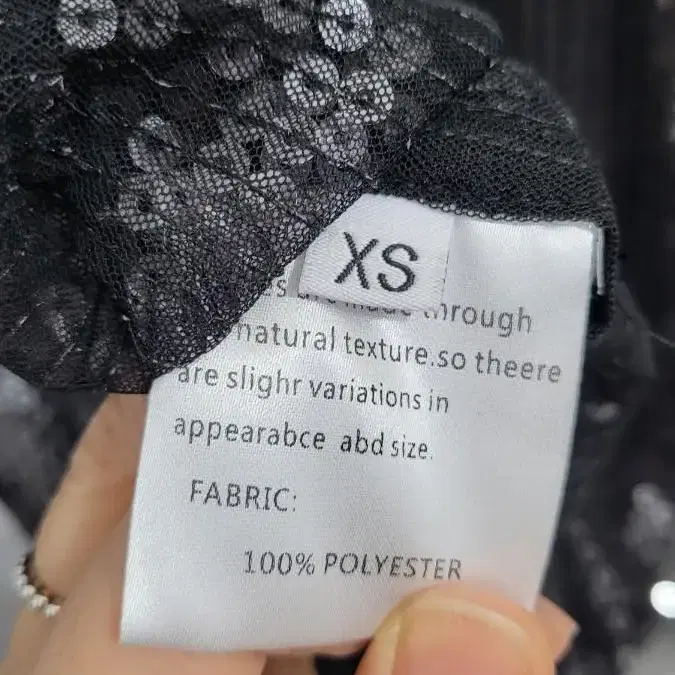 XS
through
natural texture.so theere
are slighr variations in
appearabce abd size.
FABRIC:
100% POLYESTER